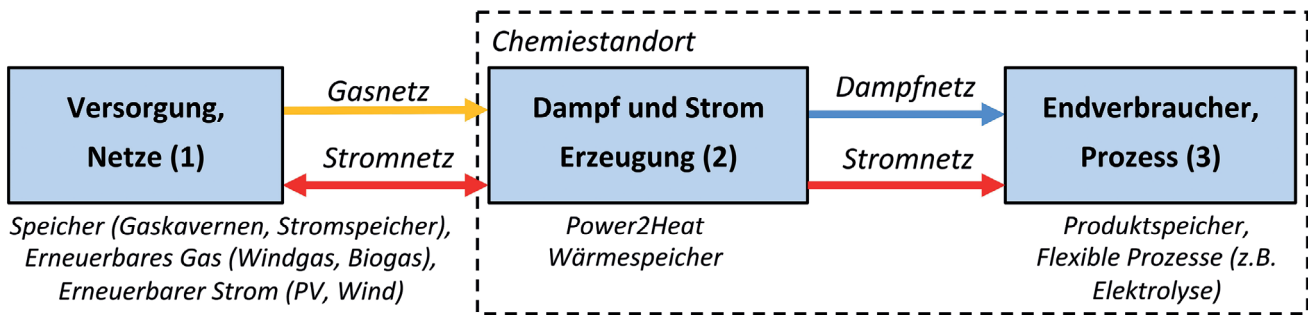 Chemiestandort
Versorgung,
Netze (1)
Gasnetz
Stromnetz
Dampf und Strom
Erzeugung (2)
Dampfnetz
Stromnetz
Endverbraucher,
Prozess (3)
Speicher (Gaskavernen, Stromspeicher),
Erneuerbares Gas (Windgas, Biogas),
Erneuerbarer Strom (PV, Wind)
Power2Heat
Wärmespeicher
Produktspeicher,
Flexible Prozesse (z.B.
Elektrolyse)